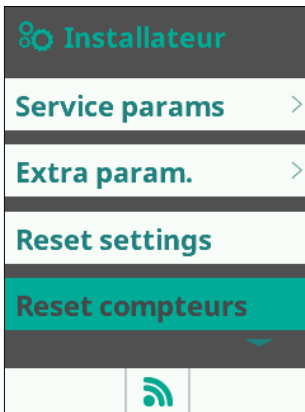 Installateur
Service params
Extra param.
Reset settings
Reset compteurs